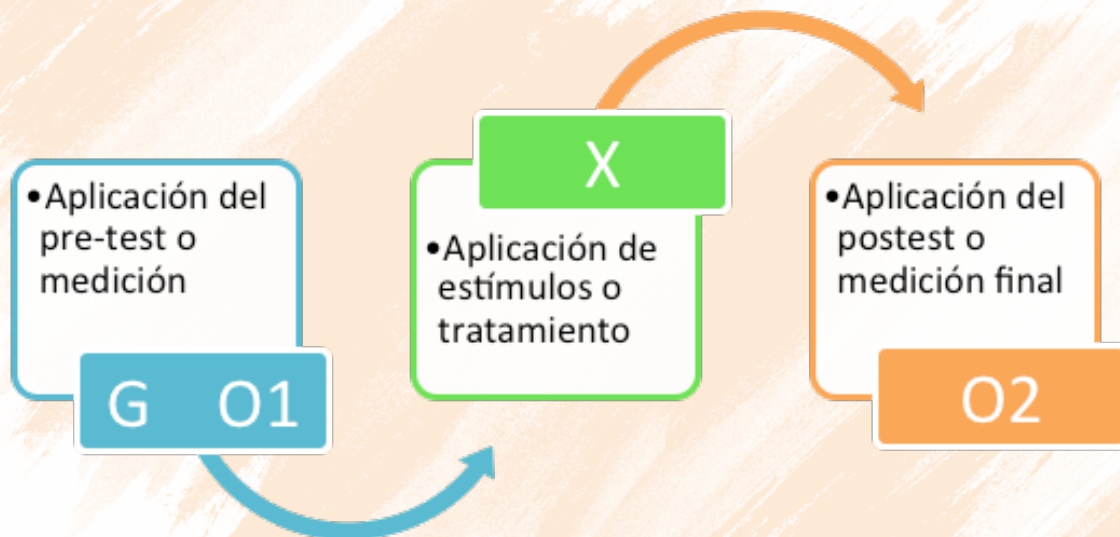 •Aplicación del
pre-test o
medición
G O1
X
•Aplicación de
estímulos o
tratamiento
•Aplicación del
postest o
medición final
O2